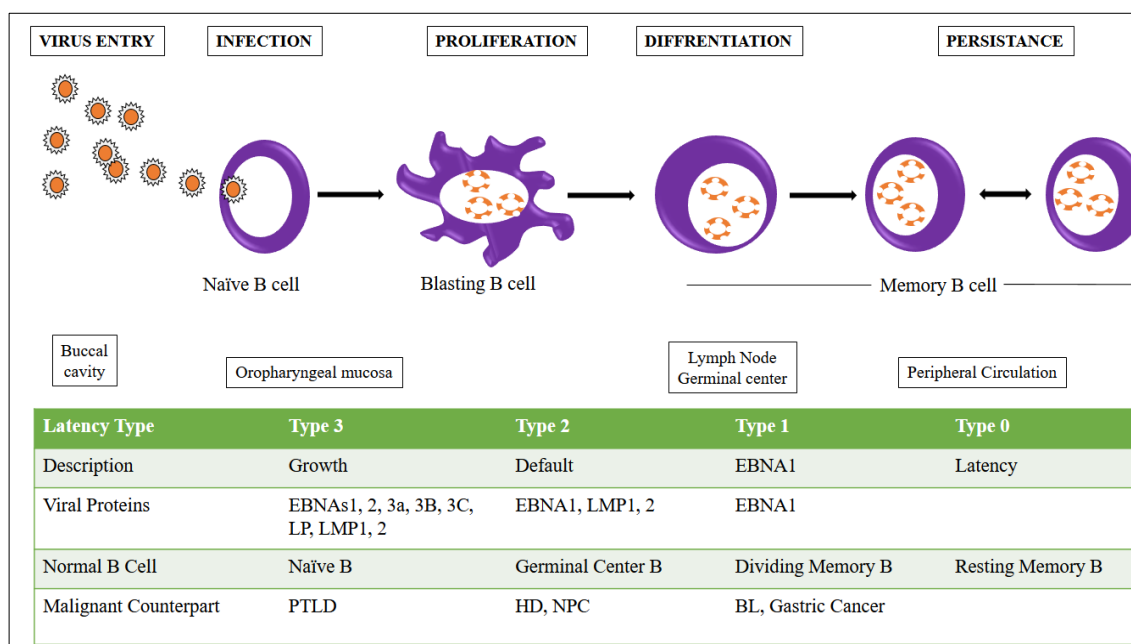 VIRUS ENTRY
INFECTION
PROLIFERATION
DIFFRENTIATION
PERSISTANCE
Naïve B cell
Blasting B cell
Memory B cell
Buccal
cavity
Oropharyngeal mucosa
Lymph Node
Germinal center
Peripheral Circulation
Latency Type Type 3 Type 2 Type 1 Type 0
Description Growth Default EBNA1 Latency
Viral Proteins EBNAs1, 2, 3a, 3B, 3C, EBNA1, LMP1, 2 EBNA1
LP, LMP1, 2
Normal B Cell Naïve B Germinal Center B Dividing Memory B Resting Memory B
Malignant Counterpart PTLD HD, NPC BL, Gastric Cancer